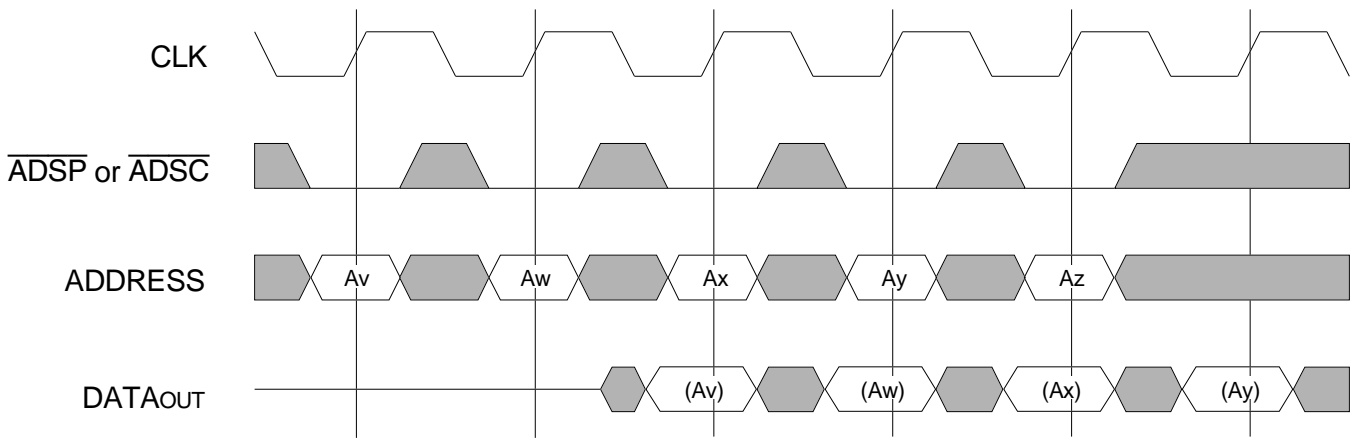 CLK
ADSP or ADSC
ADDRESS Av Aw Ax Ay Az
DATAOUT (Av) (Aw) (Ax) (Ay)